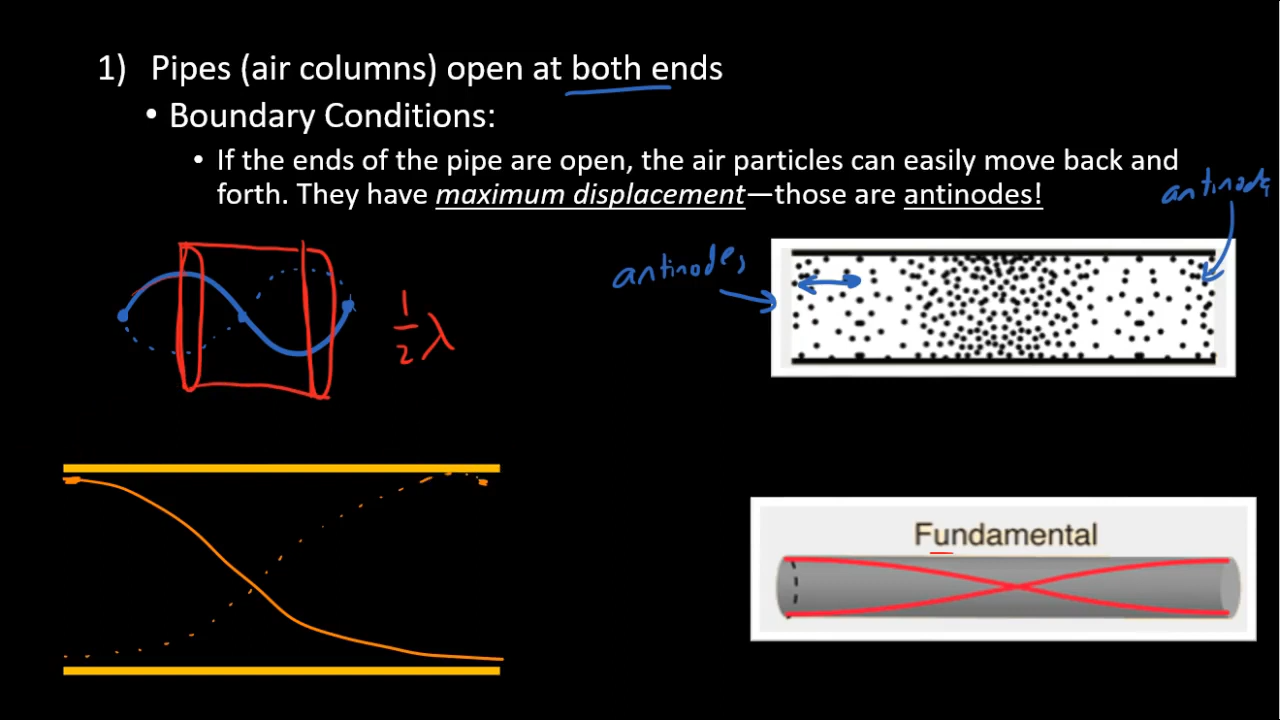 1) Pipes (air columns) open at both ends
• Boundary Conditions:
• If the ends of the pipe are open, the air particles can easily move back and
forth. They have maximum displacement—those are antinodes!
antinode
antinodes
1/2 λ
Fundamental